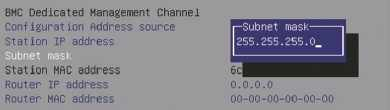 BMC Dedicated Management Channel
Configuration Address source
Station IP address
Subnet mask
Station MAC address 6c
Router IP address 0.0.0.0
Router MAC address 00-00-00-00-00-00
Subnet mask
255.255.255.0_